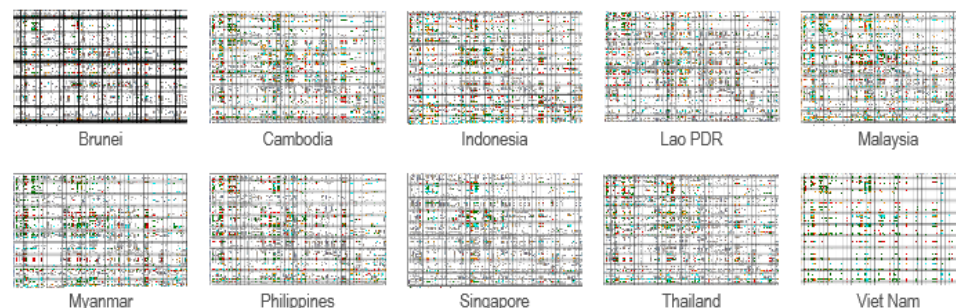 Brunei
Cambodia
Indonesia
Lao PDR
Malaysia
Myanmar
Philippines
Singapore
Thailand
Viet Nam